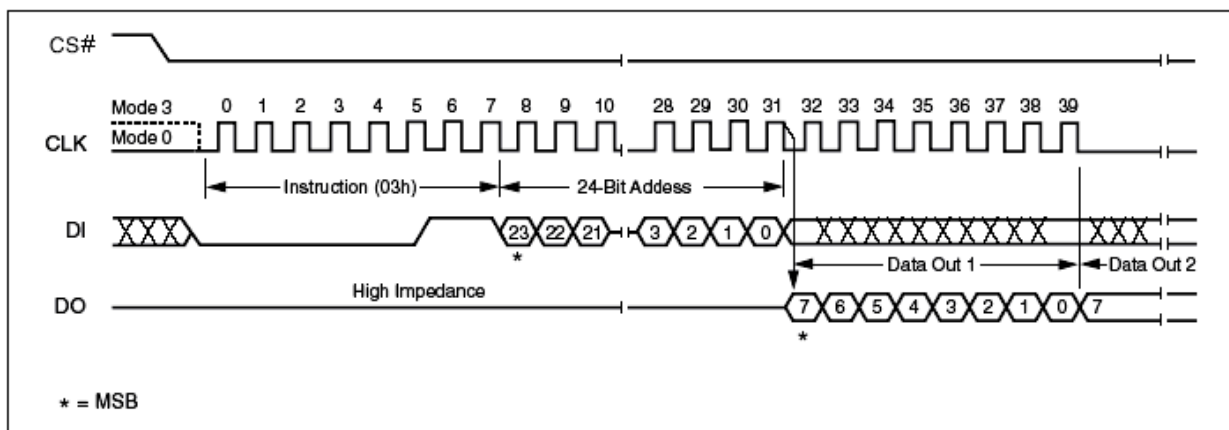 CS#
Mode 3 0 1 2 3 4 5 6 7 8 9 10 28 29 30 31 32 33 34 35 36 37 38 39
CLK Mode 0
Instruction (03h) 24-Bit Addess
DI 23 22 21 3 2 1 0
* Data Out 1 Data Out 2
High Impedance
DO 7 6 5 4 3 2 1 0 7
*
* = MSB